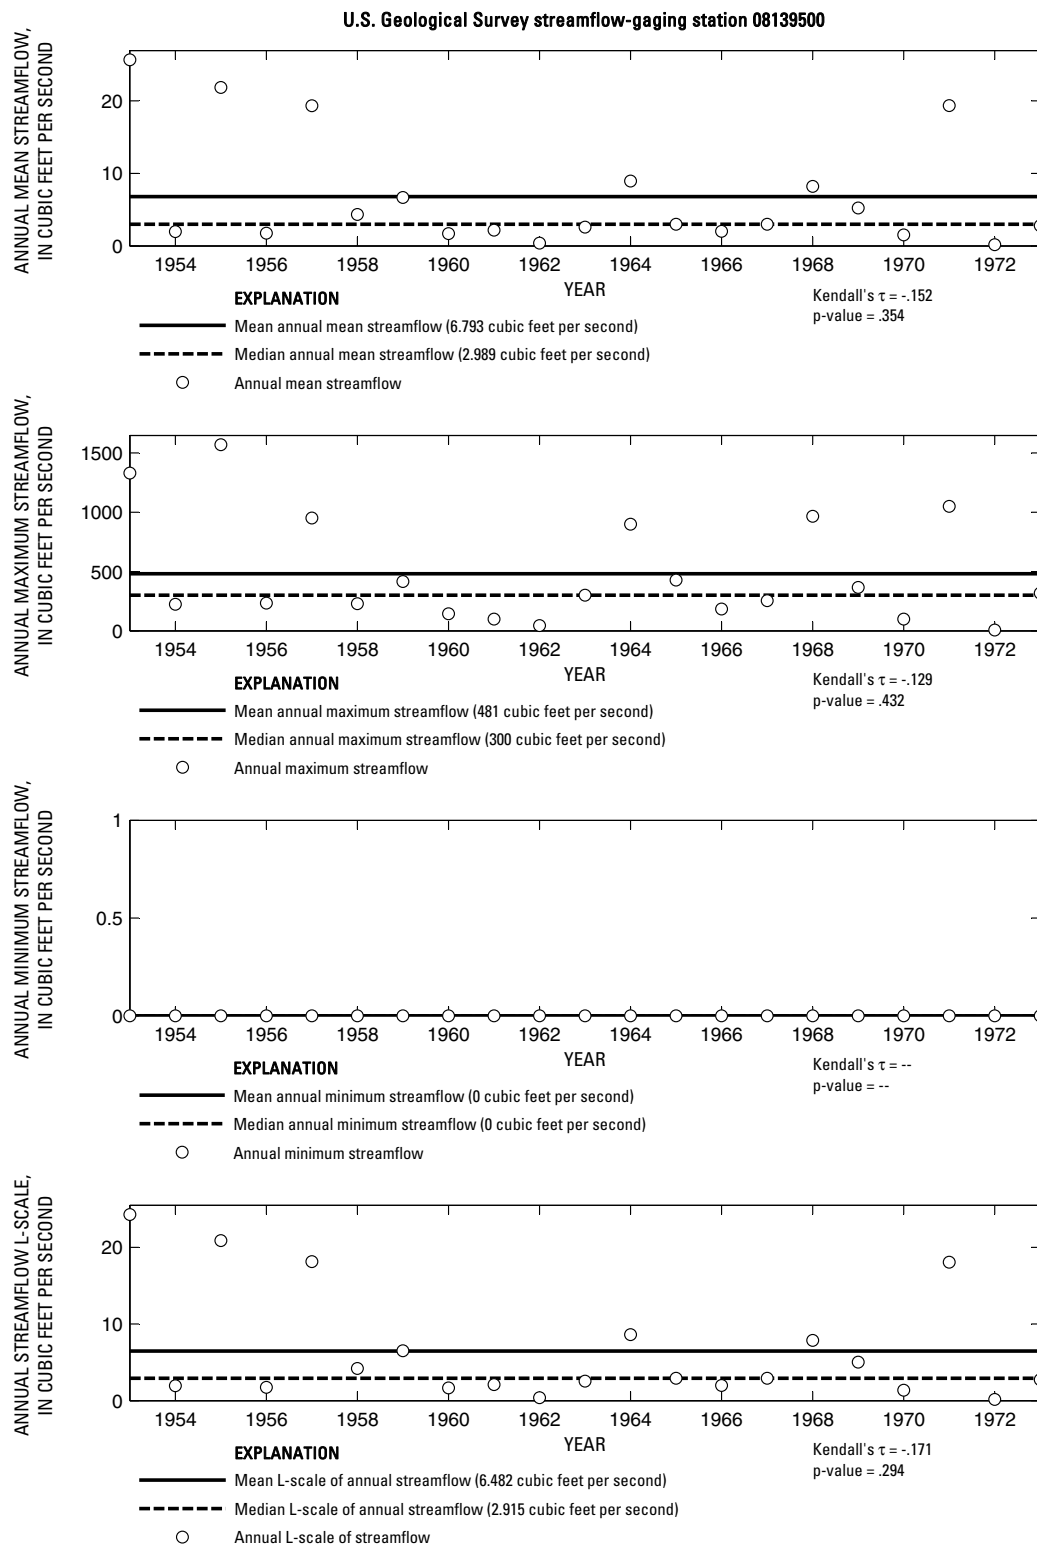 U.S. Geological Survey streamflow-gaging station 08139500
ANNUAL MEAN STREAMFLOW,
IN CUBIC FEET PER SECOND
20
10
0
1954 1956 1958 1960 1962 1964 1966 1968 1970 1972
YEAR
EXPLANATION
Mean annual mean streamflow (6.793 cubic feet per second)
Median annual mean streamflow (2.989 cubic feet per second)
Annual mean streamflow
Kendall's τ = -.152
p-value = .354
ANNUAL MAXIMUM STREAMFLOW,
IN CUBIC FEET PER SECOND
1500
1000
500
0
1954 1956 1958 1960 1962 1964 1966 1968 1970 1972
YEAR
EXPLANATION
Mean annual maximum streamflow (481 cubic feet per second)
Median annual maximum streamflow (300 cubic feet per second)
Annual maximum streamflow
Kendall's τ = -.129
p-value = .432
ANNUAL MINIMUM STREAMFLOW,
IN CUBIC FEET PER SECOND
1
0.5
0
1954 1956 1958 1960 1962 1964 1966 1968 1970 1972
YEAR
EXPLANATION
Mean annual minimum streamflow (0 cubic feet per second)
Median annual minimum streamflow (0 cubic feet per second)
Annual minimum streamflow
Kendall's τ = --
p-value = --
ANNUAL STREAMFLOW L-SCALE,
IN CUBIC FEET PER SECOND
20
10
0
1954 1956 1958 1960 1962 1964 1966 1968 1970 1972
YEAR
EXPLANATION
Mean L-scale of annual streamflow (6.482 cubic feet per second)
Median L-scale of annual streamflow (2.915 cubic feet per second)
Annual L-scale of streamflow
Kendall's τ = -.171
p-value = .294